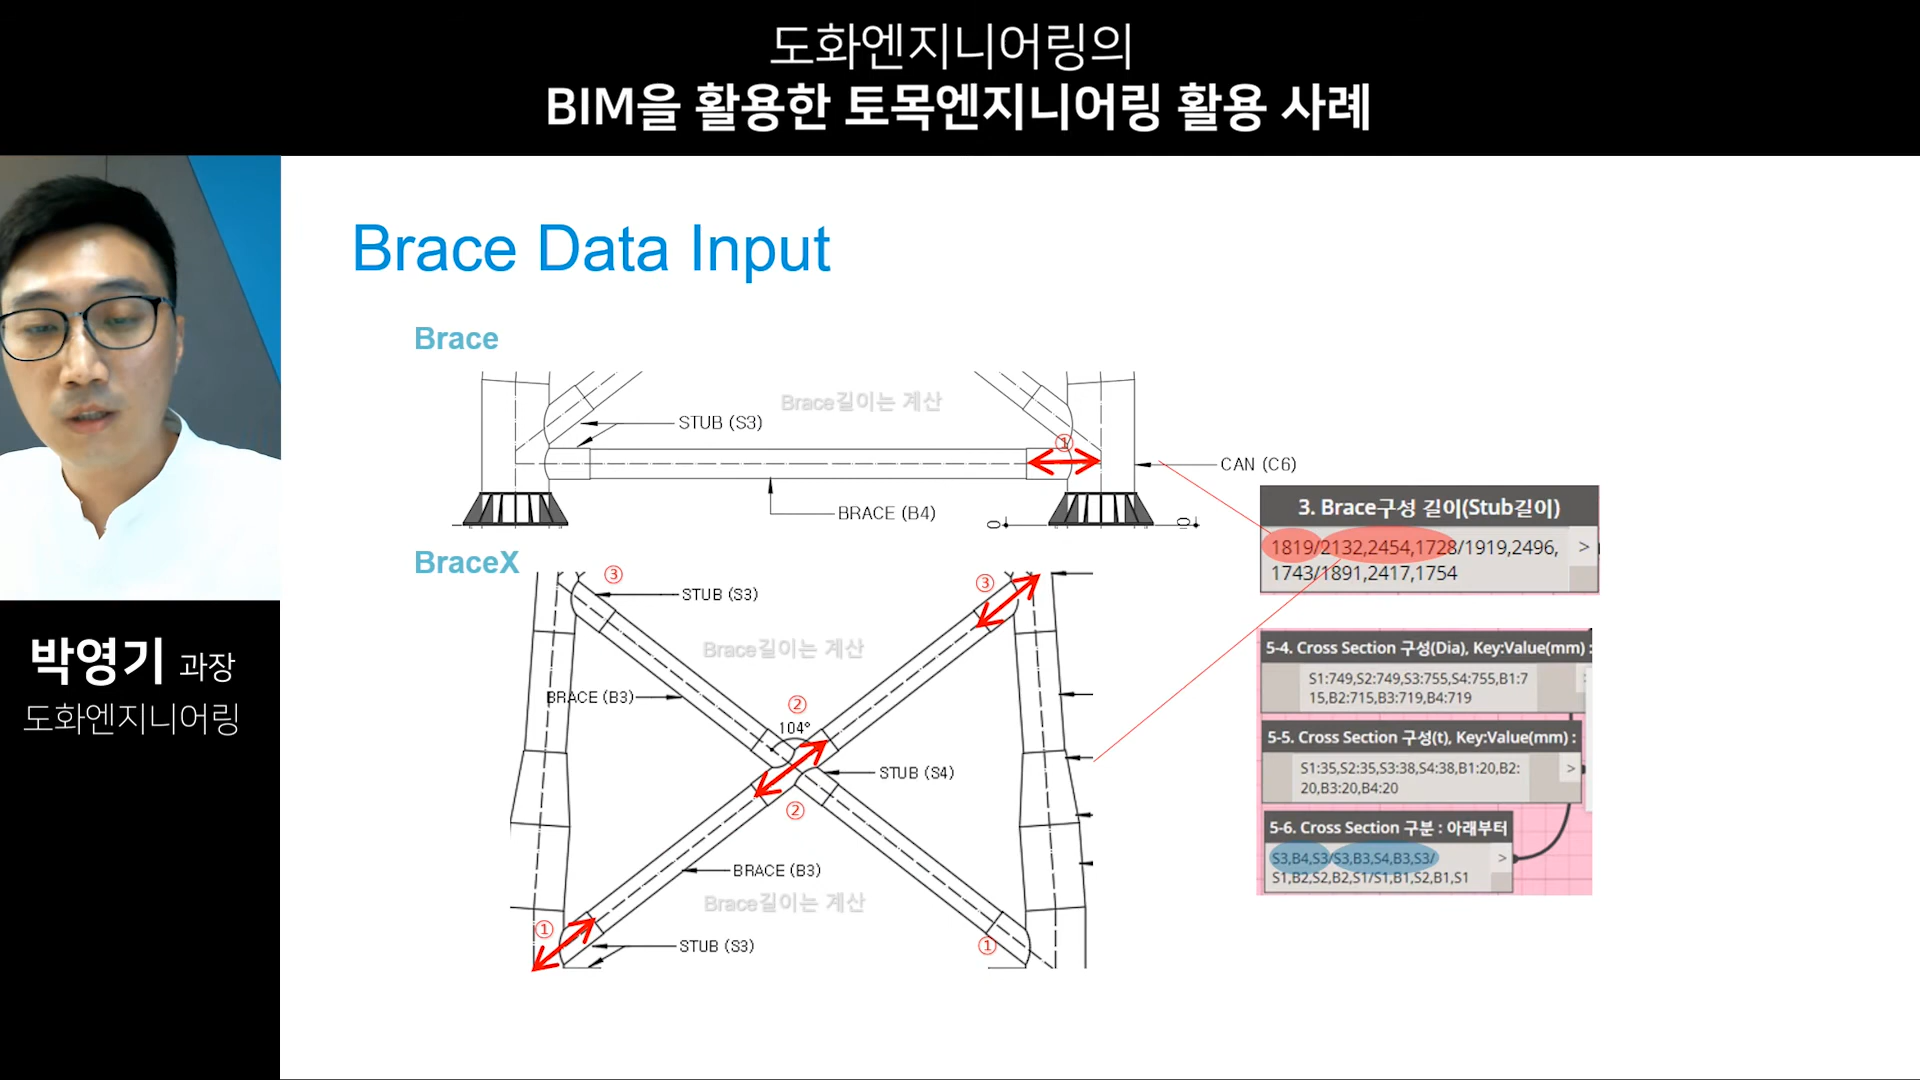 도화엔지니어링의
BIM을 활용한 토목엔지니어링 활용 사례
박영기 과장
도화엔지니어링
Brace Data Input
Brace
Brace길이는 계산
STUB (S3)
①
CAN (C6)
BRACE (B4)
0
0
BraceX
③
③
STUB (S3)
Brace길이는 계산
BRACE (B3)
②
104°
STUB (S4)
②
BRACE (B3)
Brace길이는 계산
①
①
STUB (S3)
3. Brace구성 길이(Stub길이)
1819/2132,2454,1728/1919,2496,
1743/1891,2417,1754
>
5-4. Cross Section 구성(Dia), Key:Value(mm) :
S1:749,S2:749,S3:755,S4:755,B1:7
15,B2:715,B3:719,B4:719
5-5. Cross Section 구성(t), Key:Value(mm) :
S1:35,S2:35,S3:38,S4:38,B1:20,B2:
20,B3:20,B4:20
>
5-6. Cross Section 구분 : 아래부터
S3,B4,S3/S3,B3,S4,B3,S3/
S1,B2,S2,B2,S1/S1,B1,S2,B1,S1
>